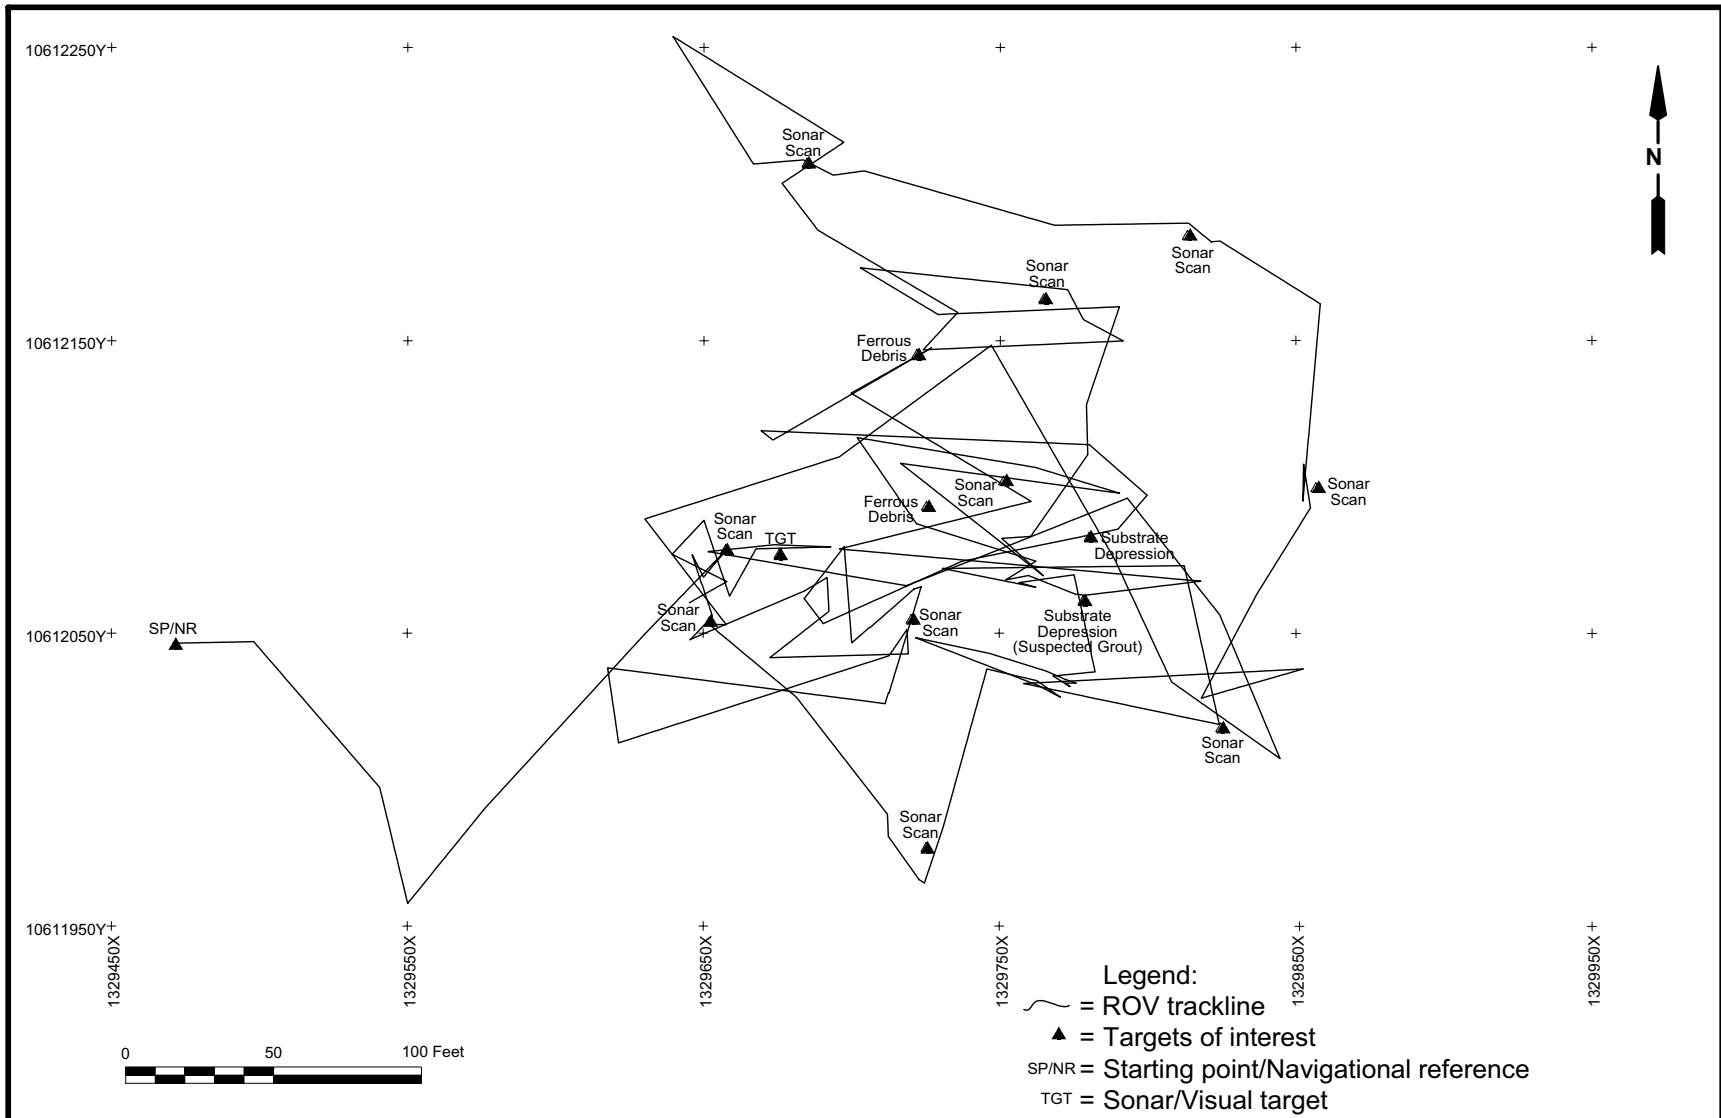 10612250Y
Sonar
Scan
Sonar
Scan
Sonar
Scan
10612150Y
Ferrous
Debris
Sonar
Scan
Sonar
Scan
Ferrous
Debris
Sonar
Scan
TGT
Substrate
Depression
Sonar
Scan
Sonar
Scan
Substrate
Depression
(Suspected Grout)
SP/NR
10612050Y
Sonar
Scan
Sonar
Scan
10611950Y
1329450X
1329550X
1329650X
1329750X
1329850X
1329950X
N
0 50 100 Feet
Legend:
= ROV trackline
= Targets of interest
SP/NR = Starting point/Navigational reference
TGT = Sonar/Visual target